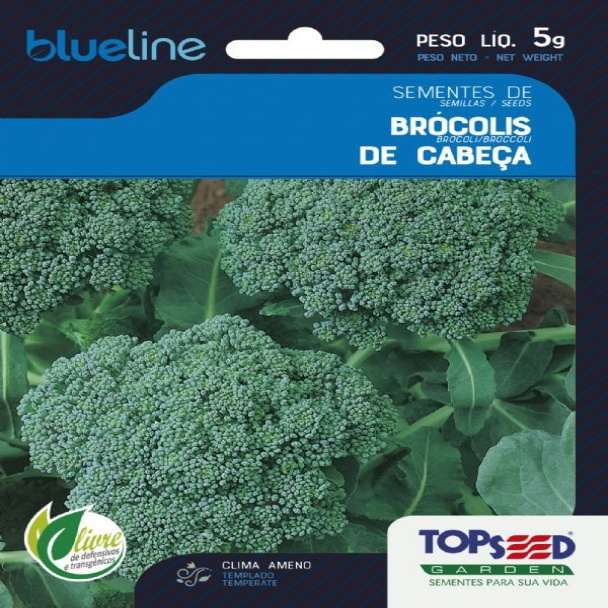 blueline
PESO LÍQ. 5g
PESO NETO - NET WEIGHT
SEMENTES DE
SEMILLAS / SEEDS
BRÓCOLIS
BROCOLI/BROCCOLI
DE CABEÇA
livre
de defensivos
e transgênicos
CLIMA AMENO
TEMPLADO
TEMPERATE
TOPSEED
GARDEN
SEMENTES PARA SUA VIDA